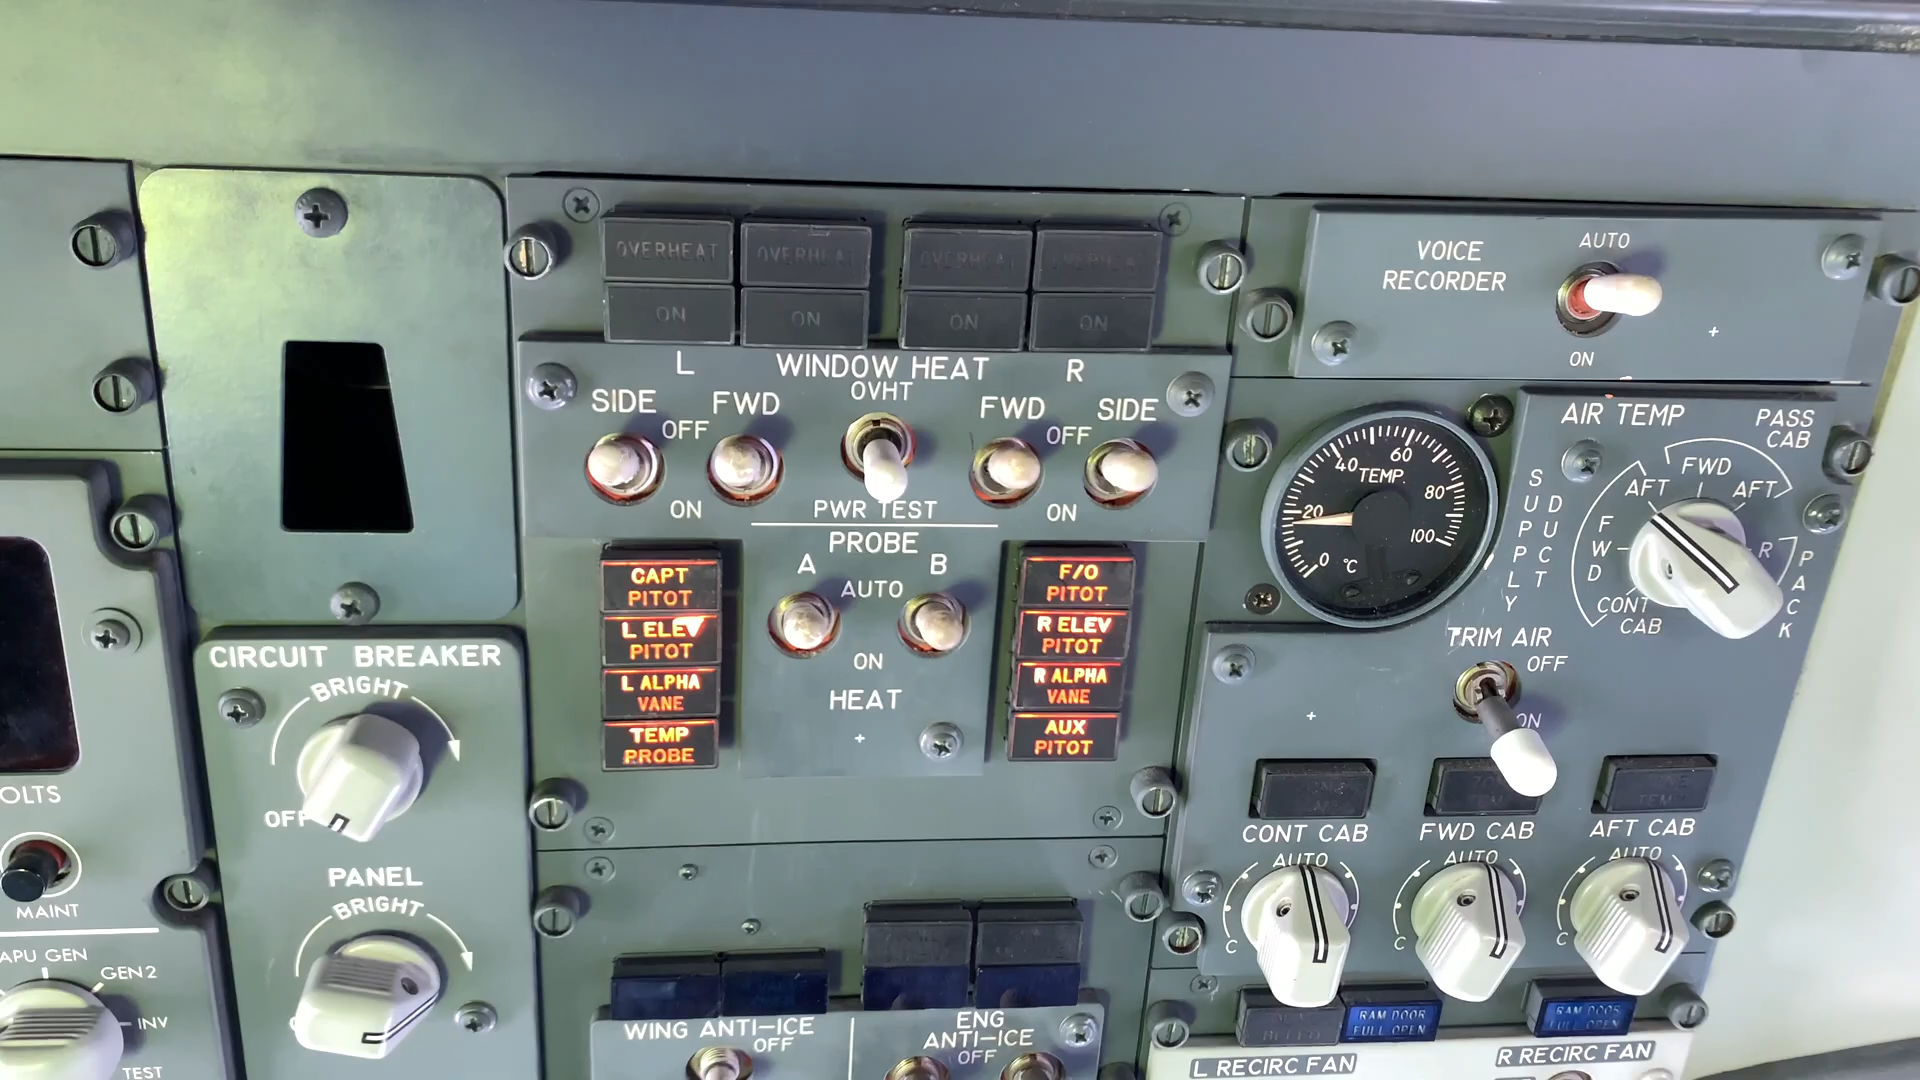 OVERHEAT
OVERHEAT
OVERHEAT
OVERHEAT
ON
ON
ON
ON
L
WINDOW HEAT
R
OVHT
SIDE
FWD
FWD
SIDE
OFF
OFF
ON
PWR TEST
ON
PROBE
A
B
AUTO
ON
HEAT
CAPT
PITOT
L ELEV
PITOT
L ALPHA
VANE
TEMP
PROBE
F/O
PITOT
R ELEV
PITOT
R ALPHA
VANE
AUX
PITOT
VOICE
RECORDER
AUTO
ON
AIR TEMP
PASS
CAB
FWD
AFT
AFT
SUPPLY
DUCT
FWD
R
PACK
CONT
CAB
0
20
40
60
80
100
TEMP.
°C
TRIM AIR
OFF
ON
CONT CAB
FWD CAB
AFT CAB
AUTO
AUTO
AUTO
C
C
C
RAM DOOR
FULL OPEN
RAM DOOR
FULL OPEN
L RECIRC FAN
R RECIRC FAN
CIRCUIT BREAKER
BRIGHT
OFF
PANEL
BRIGHT
OLTS
MAINT
APU GEN
GEN2
INV
TEST
WING ANTI-ICE
OFF
ENG
ANTI-ICE
OFF